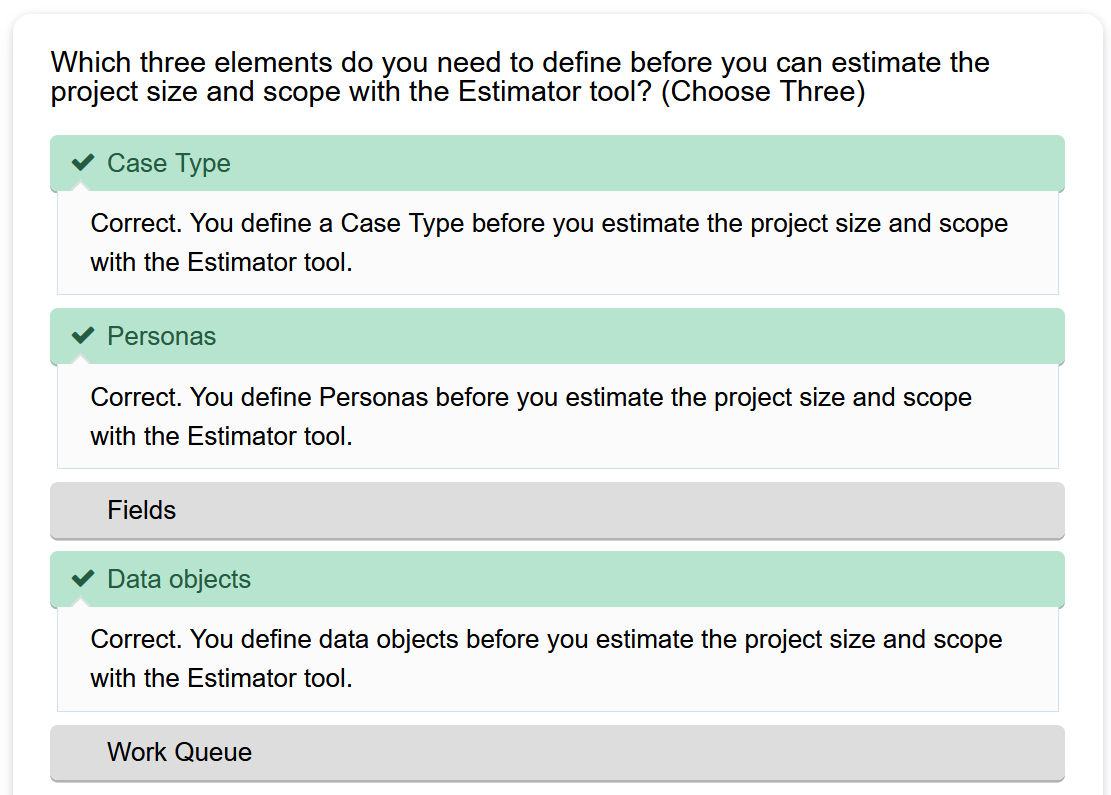 Which three elements do you need to define before you can estimate the
project size and scope with the Estimator tool? (Choose Three)
Case Type
Correct. You define a Case Type before you estimate the project size and scope
with the Estimator tool.
Personas
Correct. You define Personas before you estimate the project size and scope
with the Estimator tool.
Fields
Data objects
Correct. You define data objects before you estimate the project size and scope
with the Estimator tool.
Work Queue